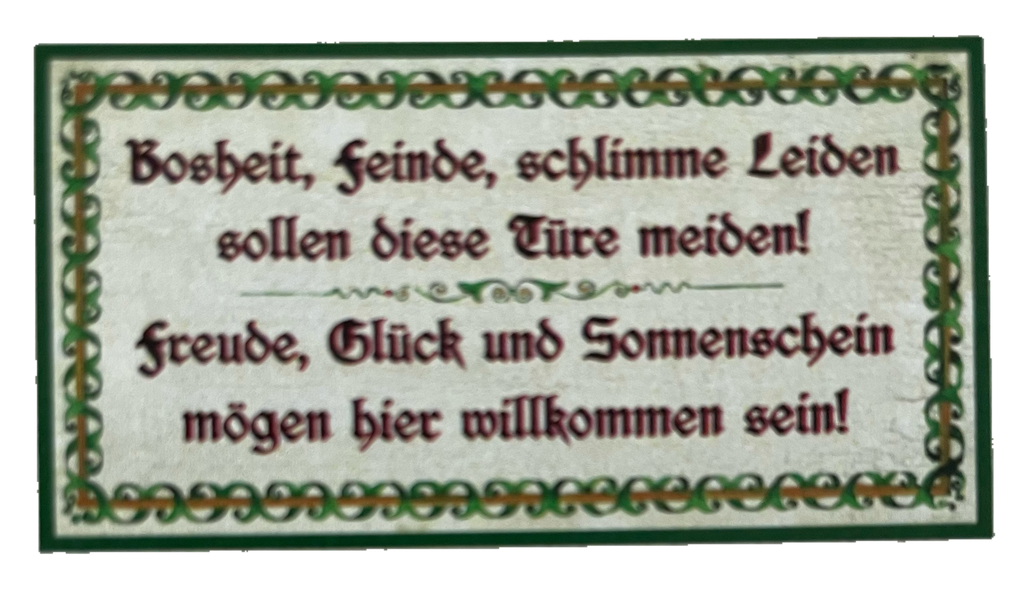 Bosheit, Feinde, schlimme Leiden
sollen diese Türe meiden!
Freude, Glück und Sonnenschein
mögen hier willkommen sein!